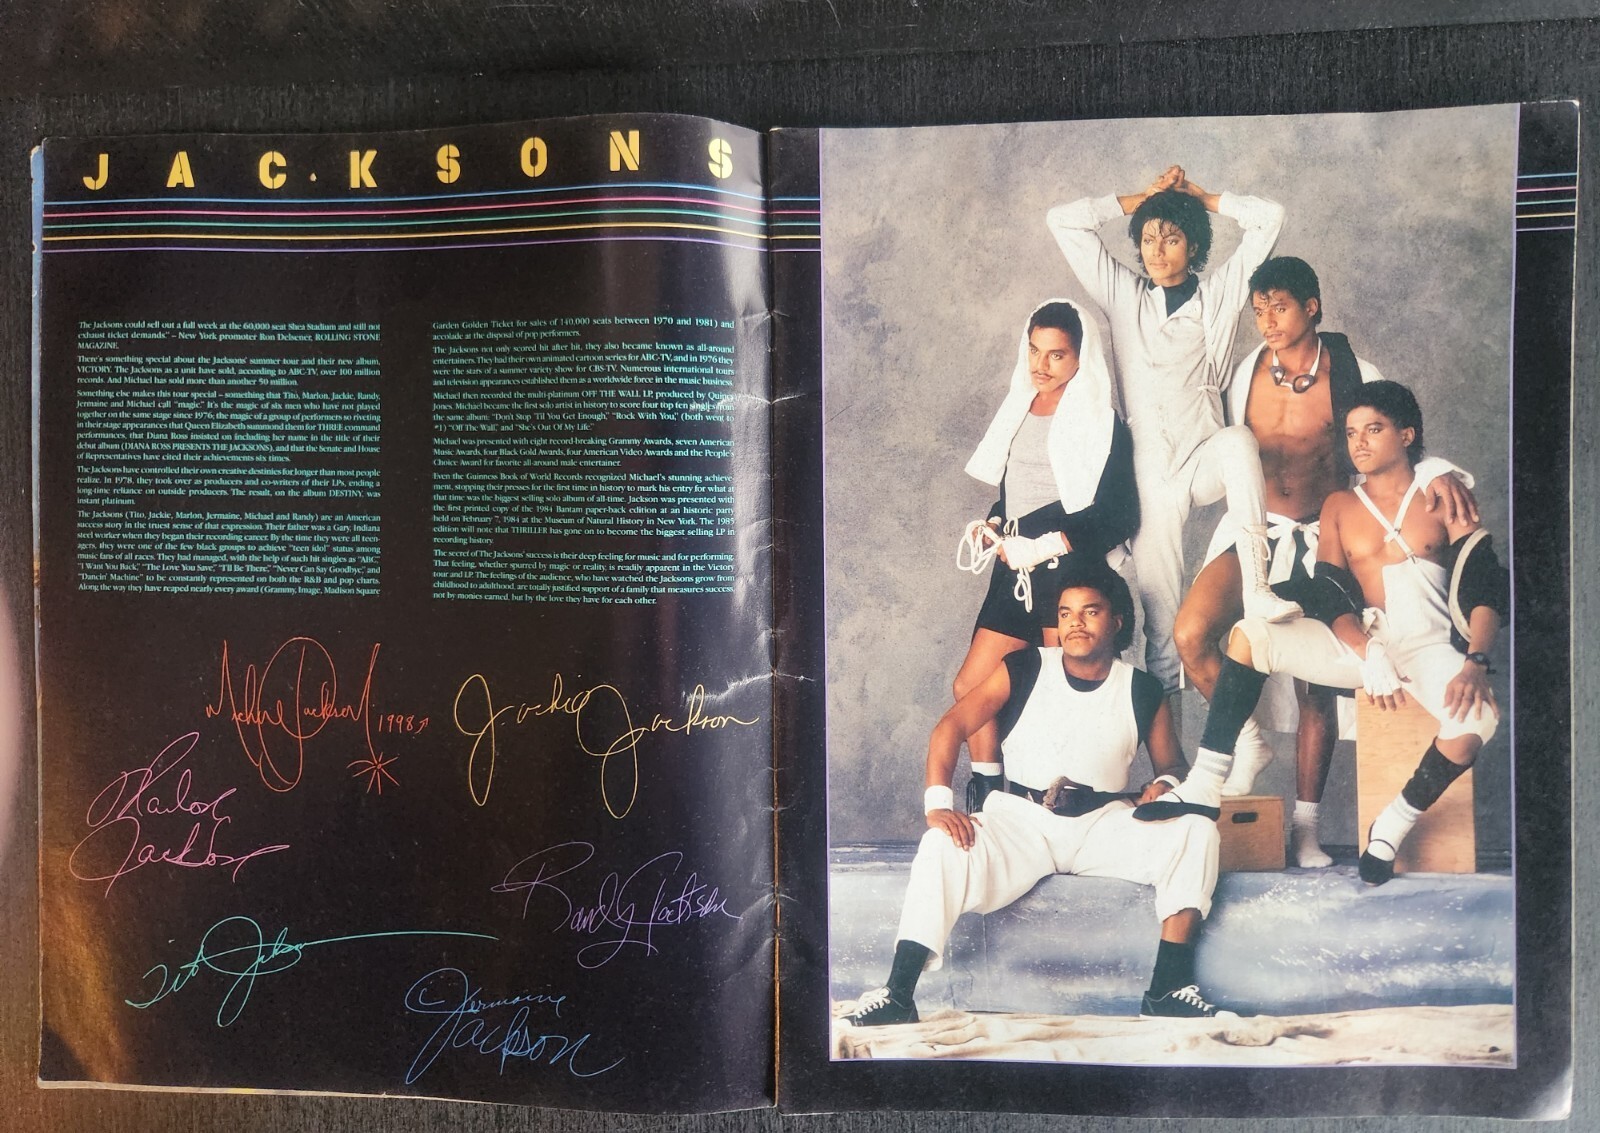 JACKSONS
The Jacksons could sell out a full week at the 60,000 seat Shea Stadium and still not
exhaust ticket demands." – New York promoter Ron Delsener, ROLLING STONE
MAGAZINE.
There's something special about the Jacksons' summer tour and their new album,
VICTORY. The Jacksons as a unit have sold, according to ABC-TV, over 100 million
records. And Michael has sold more than another 50 million.
Something else makes this tour special – something that Tito, Marlon, Jackie, Randy,
Jermaine and Michael call "magic." It's the magic of six men who have not played
together on the same stage since 1976; the magic of a group of performers so riveting
in their stage appearances that Queen Elizabeth summoned them for THREE command
performances, that Diana Ross insisted on including her name in the title of their
debut album (DIANA ROSS PRESENTS THE JACKSONS), and that the Senate and House
of Representatives have cited their achievements six times.
The Jacksons have controlled their own creative destinies for longer than most people
realize. In 1978, they took over as producers and co-writers of their LPs, ending a
long-time reliance on outside producers. The result, on the album DESTINY, was
instant platinum.
The Jacksons (Tito, Jackie, Marlon, Jermaine, Michael and Randy) are an American
success story in the truest sense of that expression. Their father was a Gary, Indiana
steel worker when they began their recording career. By the time they were all teen-
agers, they were one of the few black groups to achieve "teen idol" status among
music fans of all races. They had managed, with the help of such hit singles as "ABC,"
"I Want You Back," "The Love You Save," "I'll Be There," "Never Can Say Goodbye," and
"Dancin' Machine" to be constantly represented on both the R&B and pop charts.
Along the way they have reaped nearly every award (Grammy, Image, Madison Square
Garden Golden Ticket for sales of 140,000 seats between 1970 and 1981) and
accolade at the disposal of pop performers.
The Jacksons not only scored hit after hit, they also became known as all-around
entertainers. They had their own animated cartoon series for ABC-TV, and in 1976 they
were the stars of a summer variety show for CBS-TV. Numerous international tours
and television appearances established them as a worldwide force in the music business.
Michael then recorded the multi-platinum OFF THE WALL LP, produced by Quincy
Jones. Michael became the first solo artist in history to score four top ten singles from
the same album: "Don't Stop 'Til You Get Enough," "Rock With You," (both went to
#1) "Off The Wall," and "She's Out Of My Life."
Michael was presented with eight record-breaking Grammy Awards, seven American
Music Awards, four Black Gold Awards, four American Video Awards and the People's
Choice Award for favorite all-around male entertainer.
Even the Guinness Book of World Records recognized Michael's stunning achieve-
ment, stopping their presses for the first time in history to mark his entry for what at
that time was the biggest selling solo album of all-time. Jackson was presented with
the first printed copy of the 1984 Bantam paper-back edition at an historic party
held on February 7, 1984 at the Museum of Natural History in New York. The 1985
edition will note that THRILLER has gone on to become the biggest selling LP in
recording history.
The secret of The Jacksons' success is their deep feeling for music and for performing.
That feeling, whether spurred by magic or reality, is readily apparent in the Victory
tour and LP. The feelings of the audience, who have watched the Jacksons grow from
childhood to adulthood, are totally justified support of a family that measures success,
not by monies earned, but by the love they have for each other.
Michael Jackson 1998
Jackie Jackson
Marlon
Jackson
Randy Jackson
Tito Jackson
Jermaine
Jackson